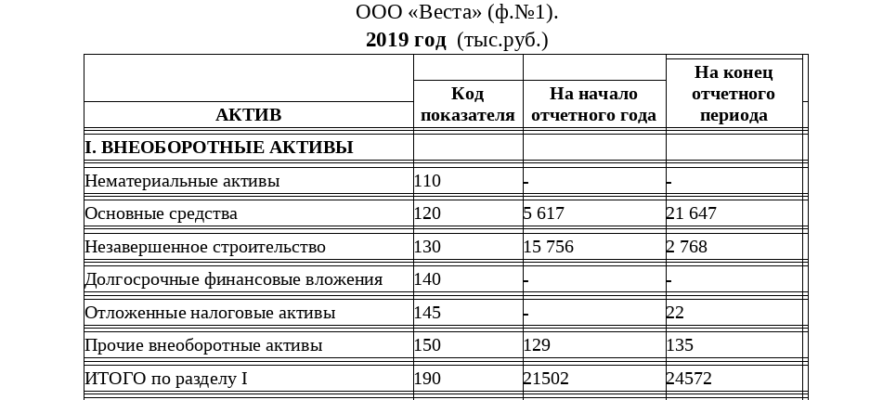 ООО «Веста» (ф.№1).
2019 год (тыс.руб.)
АКТИВ
Код показателя
На начало отчетного года
На конец отчетного периода
I. ВНЕОБОРОТНЫЕ АКТИВЫ
Нематериальные активы 110 - -
Основные средства 120 5 617 21 647
Незавершенное строительство 130 15 756 2 768
Долгосрочные финансовые вложения 140 - -
Отложенные налоговые активы 145 - 22
Прочие внеоборотные активы 150 129 135
ИТОГО по разделу I 190 21502 24572